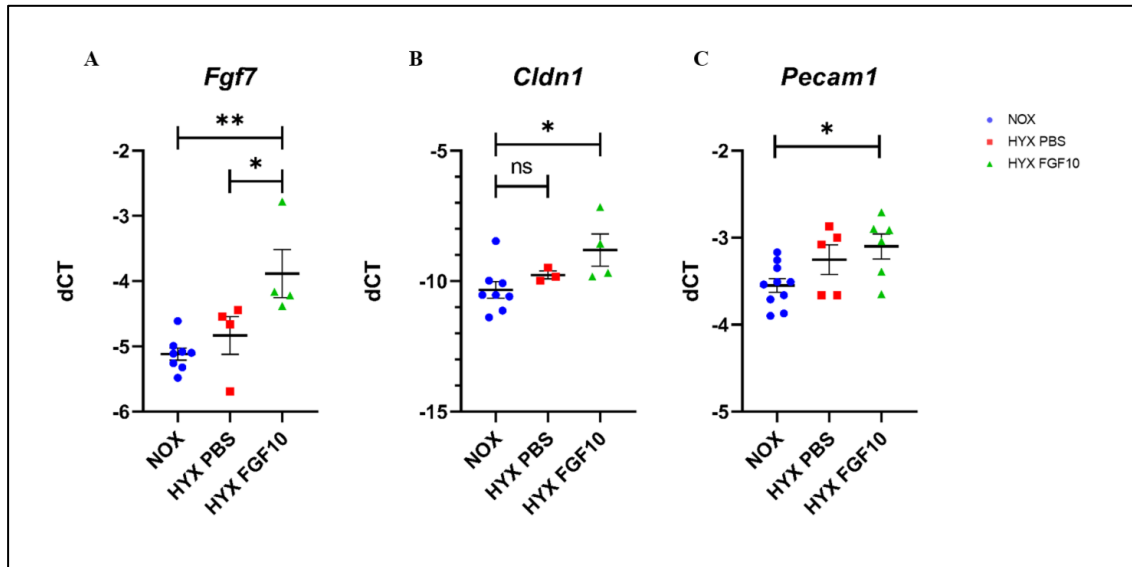 A
Fgf7
**
*
-2
-3
-4
-5
-6
dCT
NOX
HYX PBS
HYX FGF10
B
Cldn1
*
ns
-5
-10
-15
dCT
NOX
HYX PBS
HYX FGF10
C
Pecam1
*
-2
-3
-4
-5
dCT
NOX
HYX PBS
HYX FGF10
NOX
HYX PBS
HYX FGF10